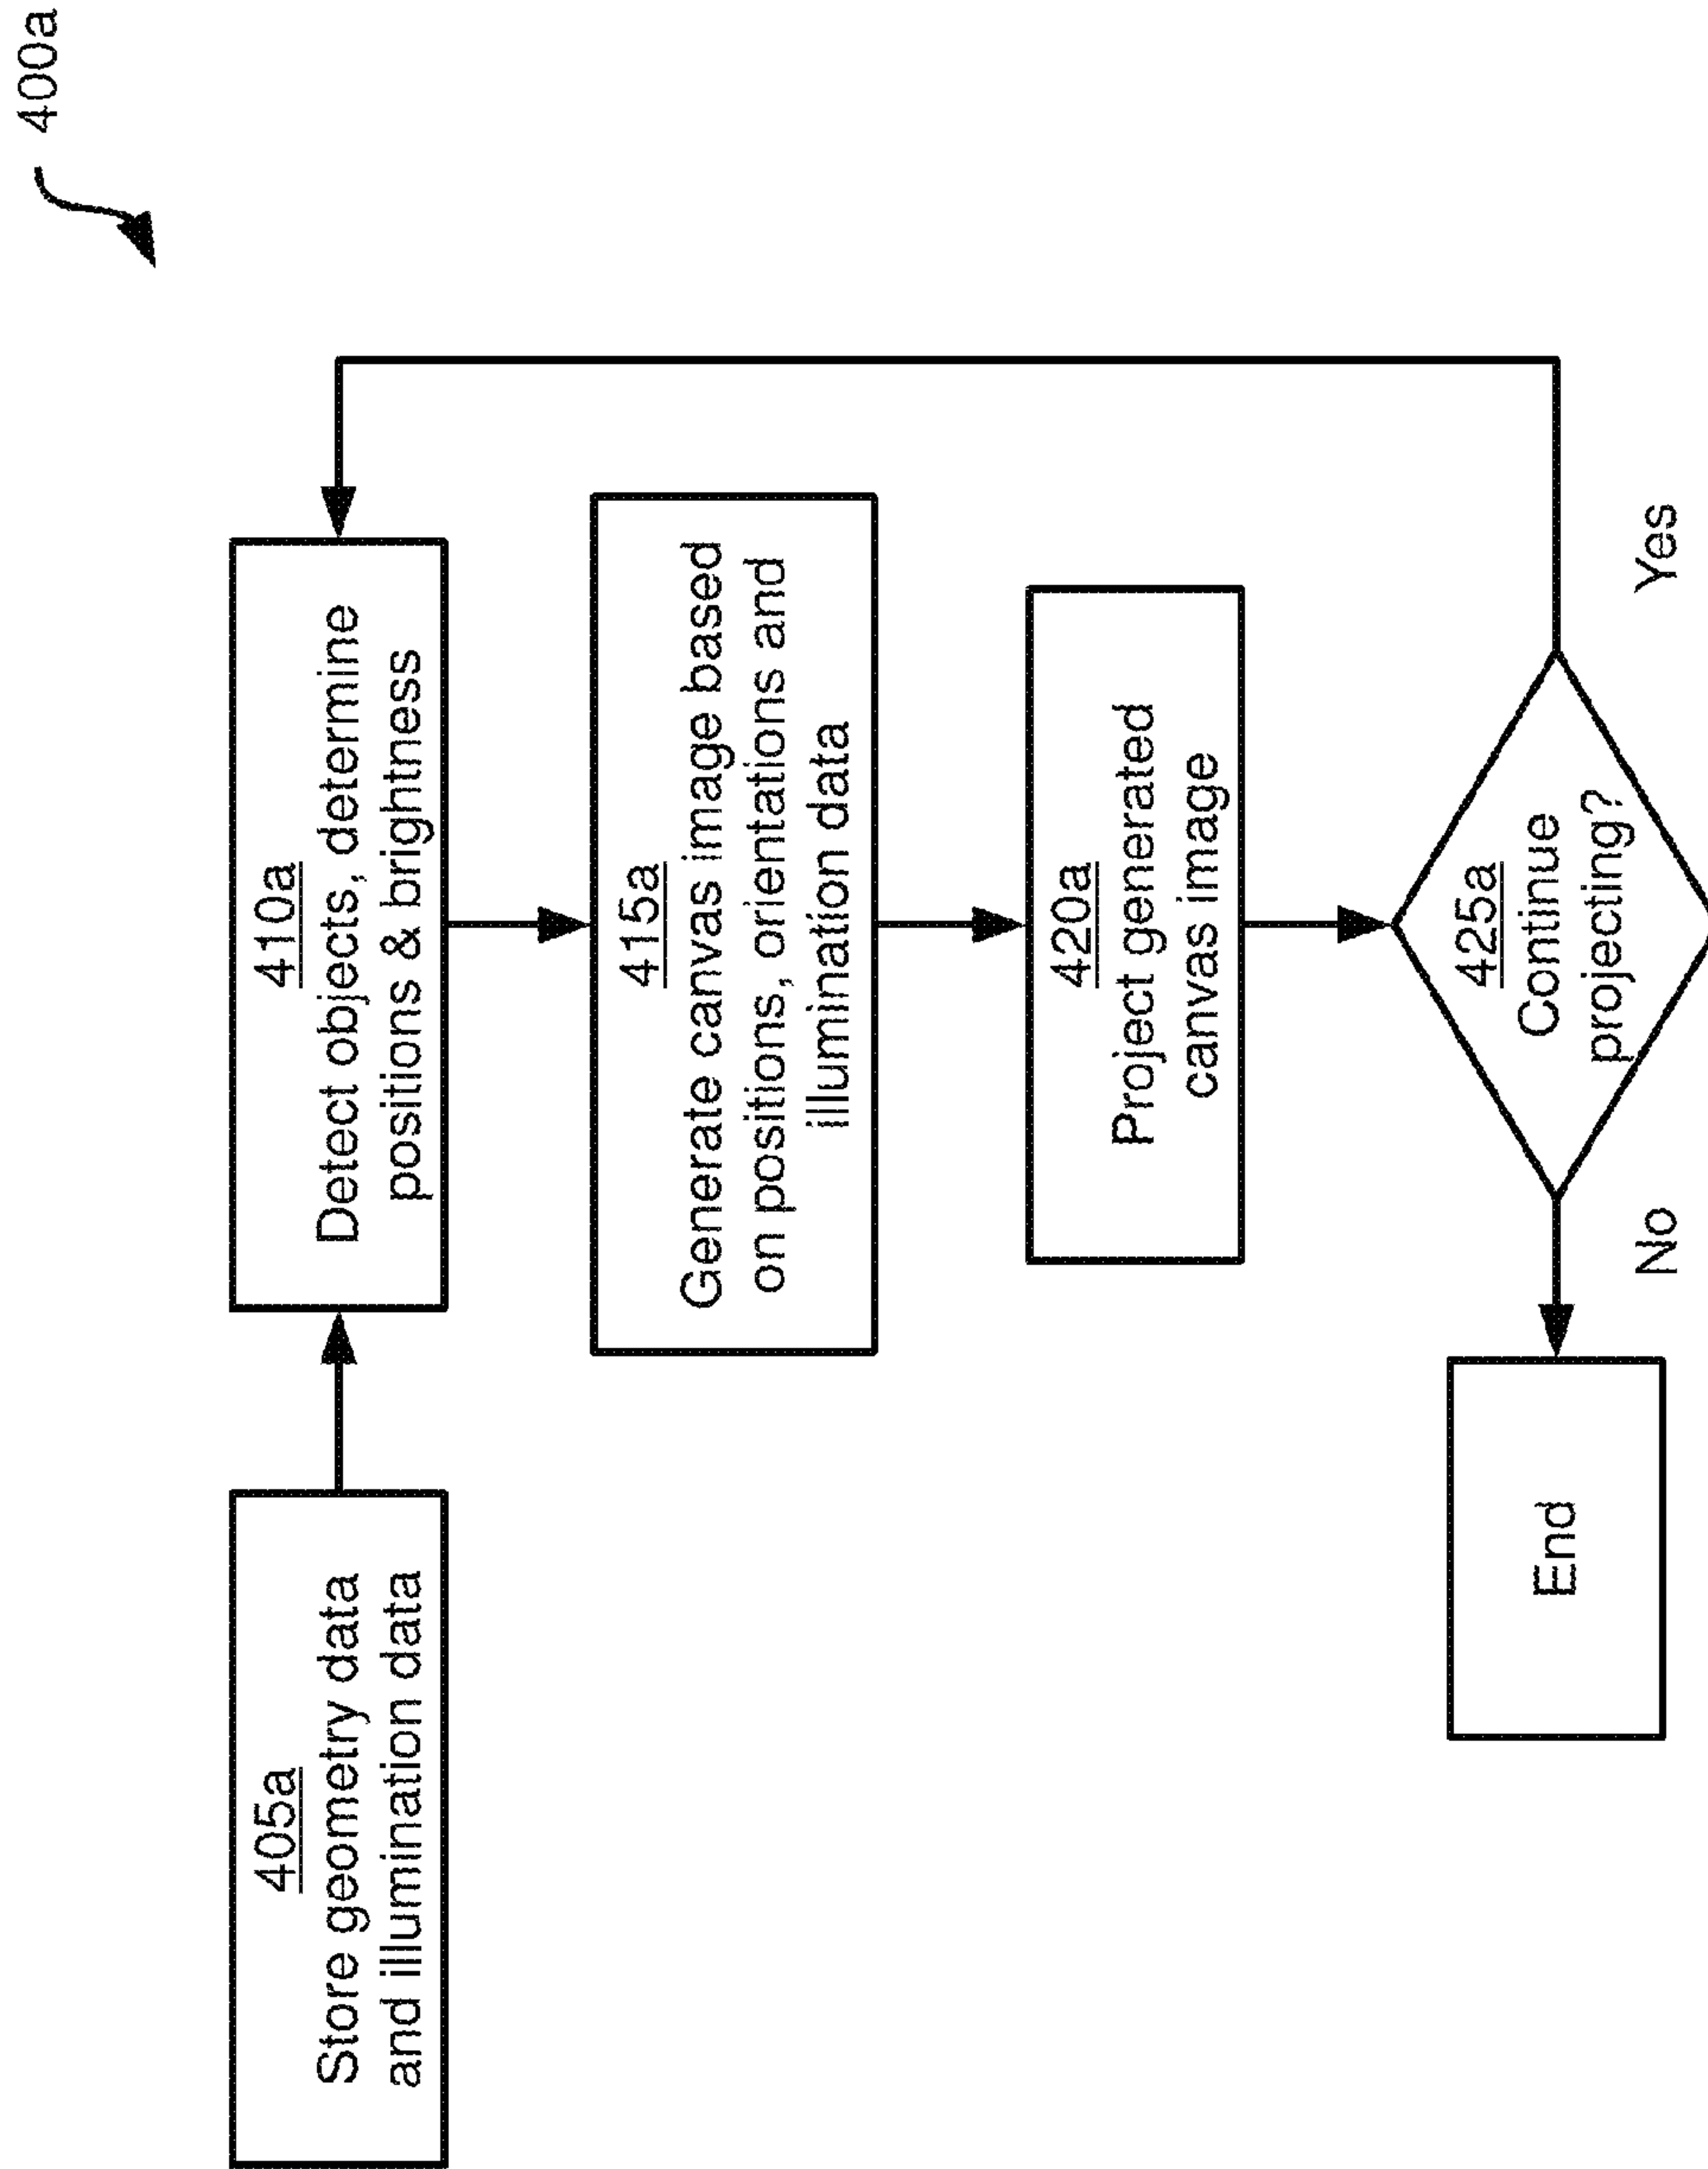 400a
405a
Store geometry data
and illumination data
410a
Detect objects, determine
positions & brightness
415a
Generate canvas image based
on positions, orientations and
illumination data
420a
Project generated
canvas image
425a
Continue
projecting?
No
Yes
End